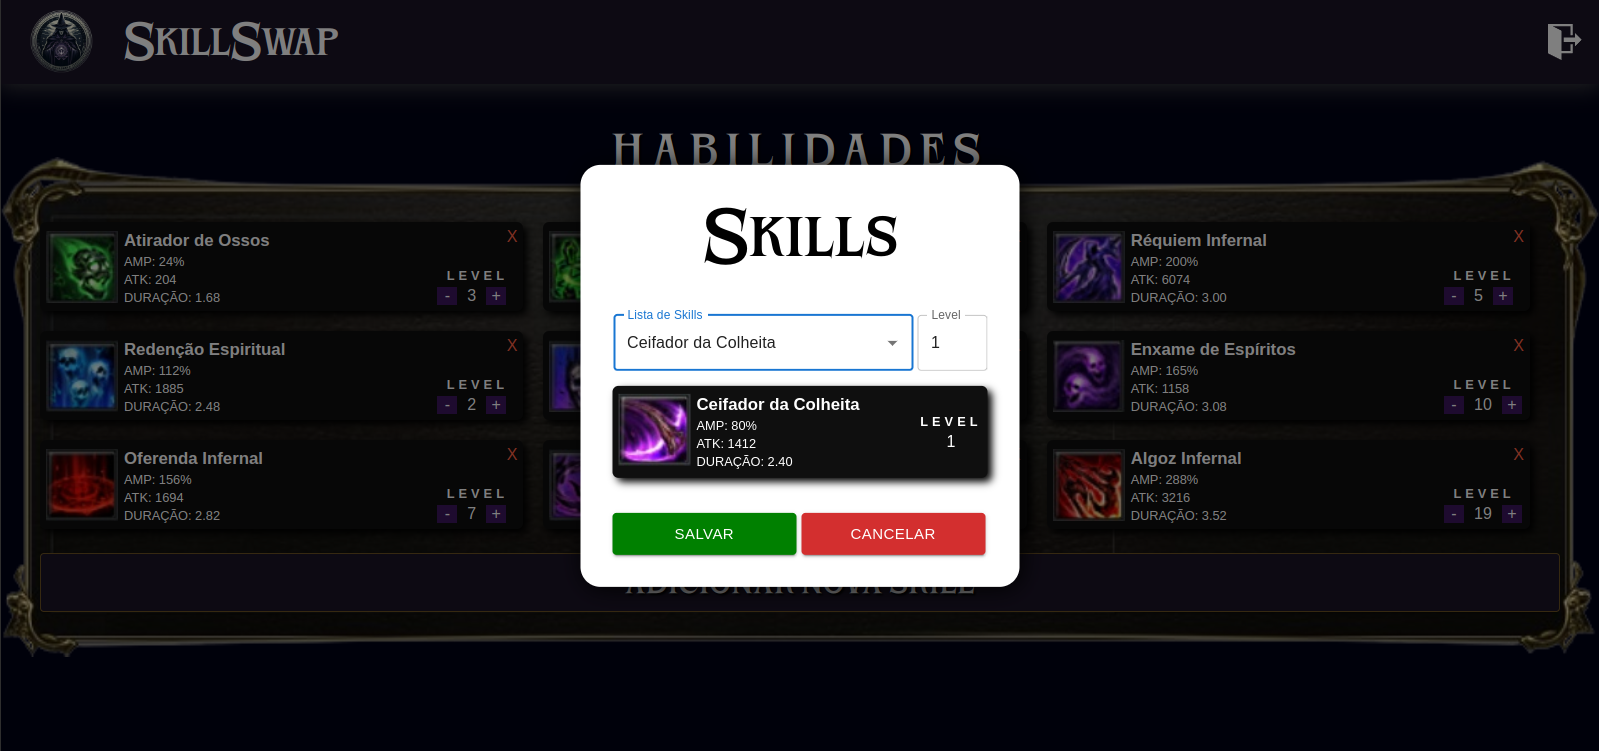 SkillSwap
HABILIDADES
Atirador de Ossos
X
AMP: 24%
ATK: 204
LEVEL
DURAÇÃO: 1.68
- 3 +
Réquiem Infernal
X
AMP: 200%
ATK: 6074
LEVEL
DURAÇÃO: 3.00
- 5 +
Redenção Espiritual
X
AMP: 112%
ATK: 1885
LEVEL
DURAÇÃO: 2.48
- 2 +
Enxame de Espíritos
X
AMP: 165%
ATK: 1158
LEVEL
DURAÇÃO: 3.08
- 10 +
Oferenda Infernal
X
AMP: 156%
ATK: 1694
LEVEL
DURAÇÃO: 2.82
- 7 +
Algoz Infernal
X
AMP: 288%
ATK: 3216
LEVEL
DURAÇÃO: 3.52
- 19 +
Skills
Lista de Skills
Ceifador da Colheita
Level
1
Ceifador da Colheita
AMP: 80%
ATK: 1412
DURAÇÃO: 2.40
LEVEL
1
SALVAR
CANCELAR
ADICIONAR NOVA SKILL